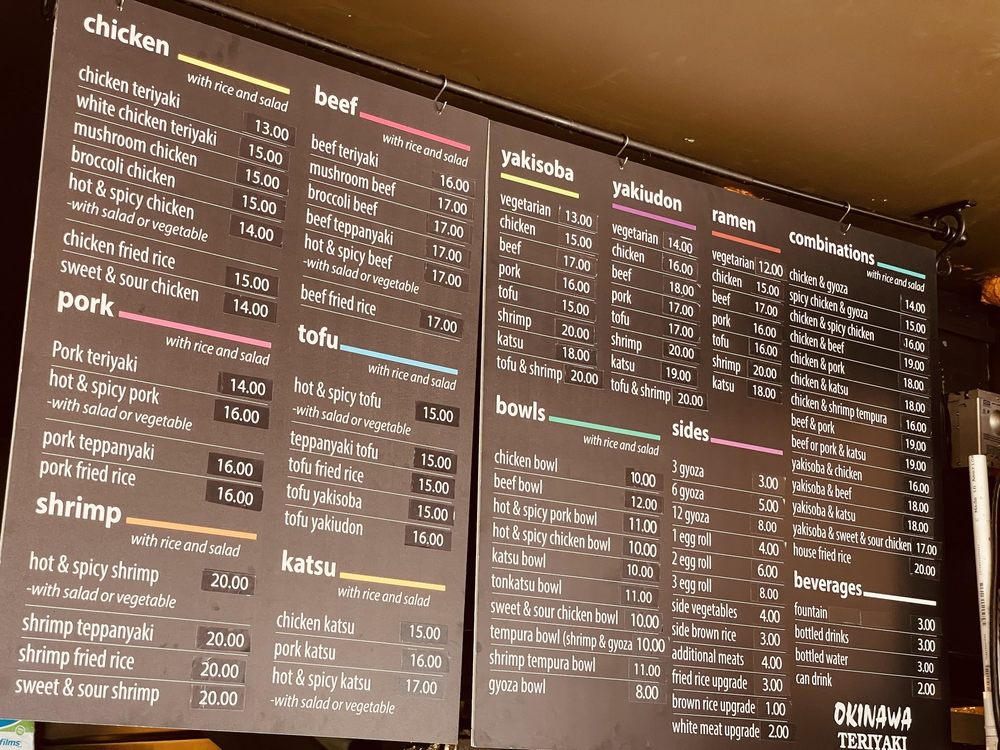 chicken
with rice and salad
chicken teriyaki 13.00
white chicken teriyaki 15.00
mushroom chicken 15.00
broccoli chicken 15.00
hot & spicy chicken 14.00
-with salad or vegetable
chicken fried rice 15.00
sweet & sour chicken 14.00
pork
with rice and salad
Pork teriyaki 14.00
hot & spicy pork 16.00
-with salad or vegetable
pork teppanyaki 16.00
pork fried rice 16.00
shrimp
with rice and salad
hot & spicy shrimp 20.00
-with salad or vegetable
shrimp teppanyaki 20.00
shrimp fried rice 20.00
sweet & sour shrimp 20.00
beef
with rice and salad
beef teriyaki 16.00
mushroom beef 17.00
broccoli beef 17.00
beef teppanyaki 17.00
hot & spicy beef 17.00
-with salad or vegetable
beef fried rice 17.00
tofu
with rice and salad
hot & spicy tofu 15.00
-with salad or vegetable
teppanyaki tofu 15.00
tofu fried rice 15.00
tofu yakisoba 15.00
tofu yakiudon 16.00
katsu
with rice and salad
chicken katsu 15.00
pork katsu 16.00
hot & spicy katsu 17.00
-with salad or vegetable
yakisoba
vegetarian 13.00
chicken 15.00
beef 17.00
pork 16.00
tofu 15.00
shrimp 20.00
katsu 18.00
tofu & shrimp 20.00
yakiudon
vegetarian 14.00
chicken 16.00
beef 18.00
pork 17.00
tofu 17.00
shrimp 20.00
katsu 19.00
tofu & shrimp 20.00
ramen
vegetarian 12.00
chicken 15.00
beef 17.00
pork 16.00
tofu 16.00
shrimp 20.00
katsu 18.00
combinations
with rice and salad
chicken & gyoza 14.00
spicy chicken & gyoza 15.00
chicken & spicy chicken 16.00
chicken & beef 19.00
chicken & pork 18.00
chicken & katsu 18.00
chicken & shrimp tempura 16.00
beef & pork 19.00
beef or pork & katsu 19.00
yakisoba & chicken 16.00
yakisoba & beef 18.00
yakisoba & katsu 18.00
yakisoba & sweet & sour chicken 17.00
house fried rice 20.00
bowls
with rice and salad
chicken bowl 10.00
beef bowl 12.00
hot & spicy pork bowl 11.00
hot & spicy chicken bowl 10.00
katsu bowl 10.00
tonkatsu bowl 11.00
sweet & sour chicken bowl 10.00
tempura bowl (shrimp & gyoza 10.00
shrimp tempura bowl 11.00
gyoza bowl 8.00
sides
3 gyoza 3.00
6 gyoza 5.00
12 gyoza 8.00
1 egg roll 4.00
2 egg roll 6.00
3 egg roll 8.00
side vegetables 4.00
side brown rice 3.00
additional meats 4.00
fried rice upgrade 3.00
brown rice upgrade 1.00
white meat upgrade 2.00
beverages
fountain 3.00
bottled drinks 3.00
bottled water 3.00
can drink 2.00
OKINAWA
TERIYAKI
films